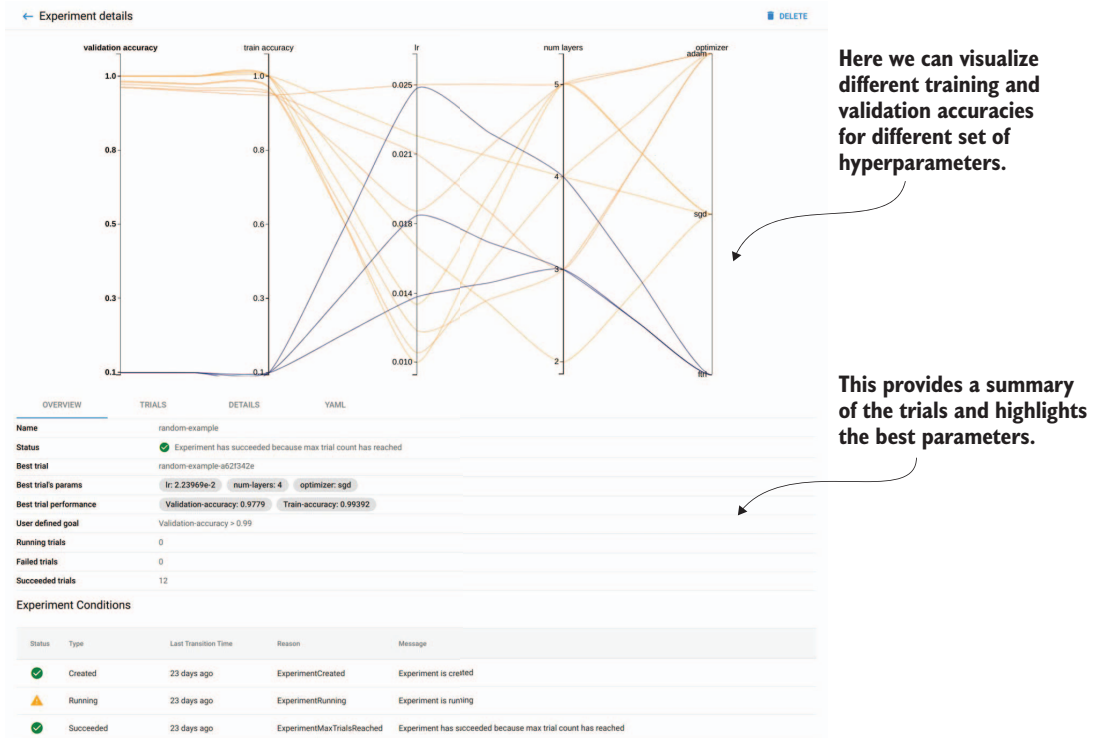 ← Experiment details
DELETE
validation accuracy
train accuracy
lr
num layers
optimizer
adam
1.0
1.0
0.025
5
0.8
0.8
0.021
4
0.5
0.6
0.018
sgd
0.3
0.3
0.014
3
0.1
0.1
0.010
2
ftrl
Here we can visualize
different training and
validation accuracies
for different set of
hyperparameters.
This provides a summary
of the trials and highlights
the best parameters.
OVERVIEW TRIALS DETAILS YAML
Name random-example
Status Experiment has succeeded because max trial count has reached
Best trial random-example-a62f342e
Best trial's params lr: 2.23969e-2 num-layers: 4 optimizer: sgd
Best trial performance Validation-accuracy: 0.9779 Train-accuracy: 0.99392
User defined goal Validation-accuracy > 0.99
Running trials 0
Failed trials 0
Succeeded trials 12
Experiment Conditions
Status Type Last Transition Time Reason Message
Created 23 days ago ExperimentCreated Experiment is created
Running 23 days ago ExperimentRunning Experiment is running
Succeeded 23 days ago ExperimentMaxTrialsReached Experiment has succeeded because max trial count has reached